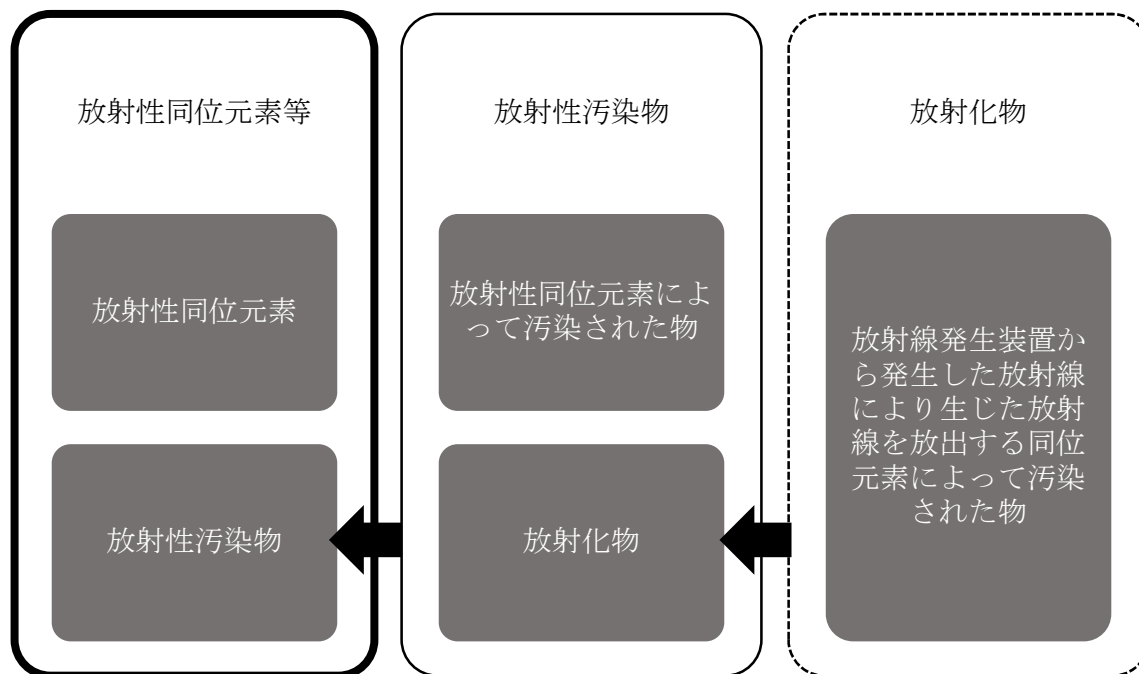 放射性同位元素等
放射性同位元素
放射性汚染物
放射性汚染物
放射性同位元素によ
って汚染された物
放射化物
放射化物
放射線発生装置か
ら発生した放射線
により生じた放射
線を放出する同位
元素によって汚染
された物